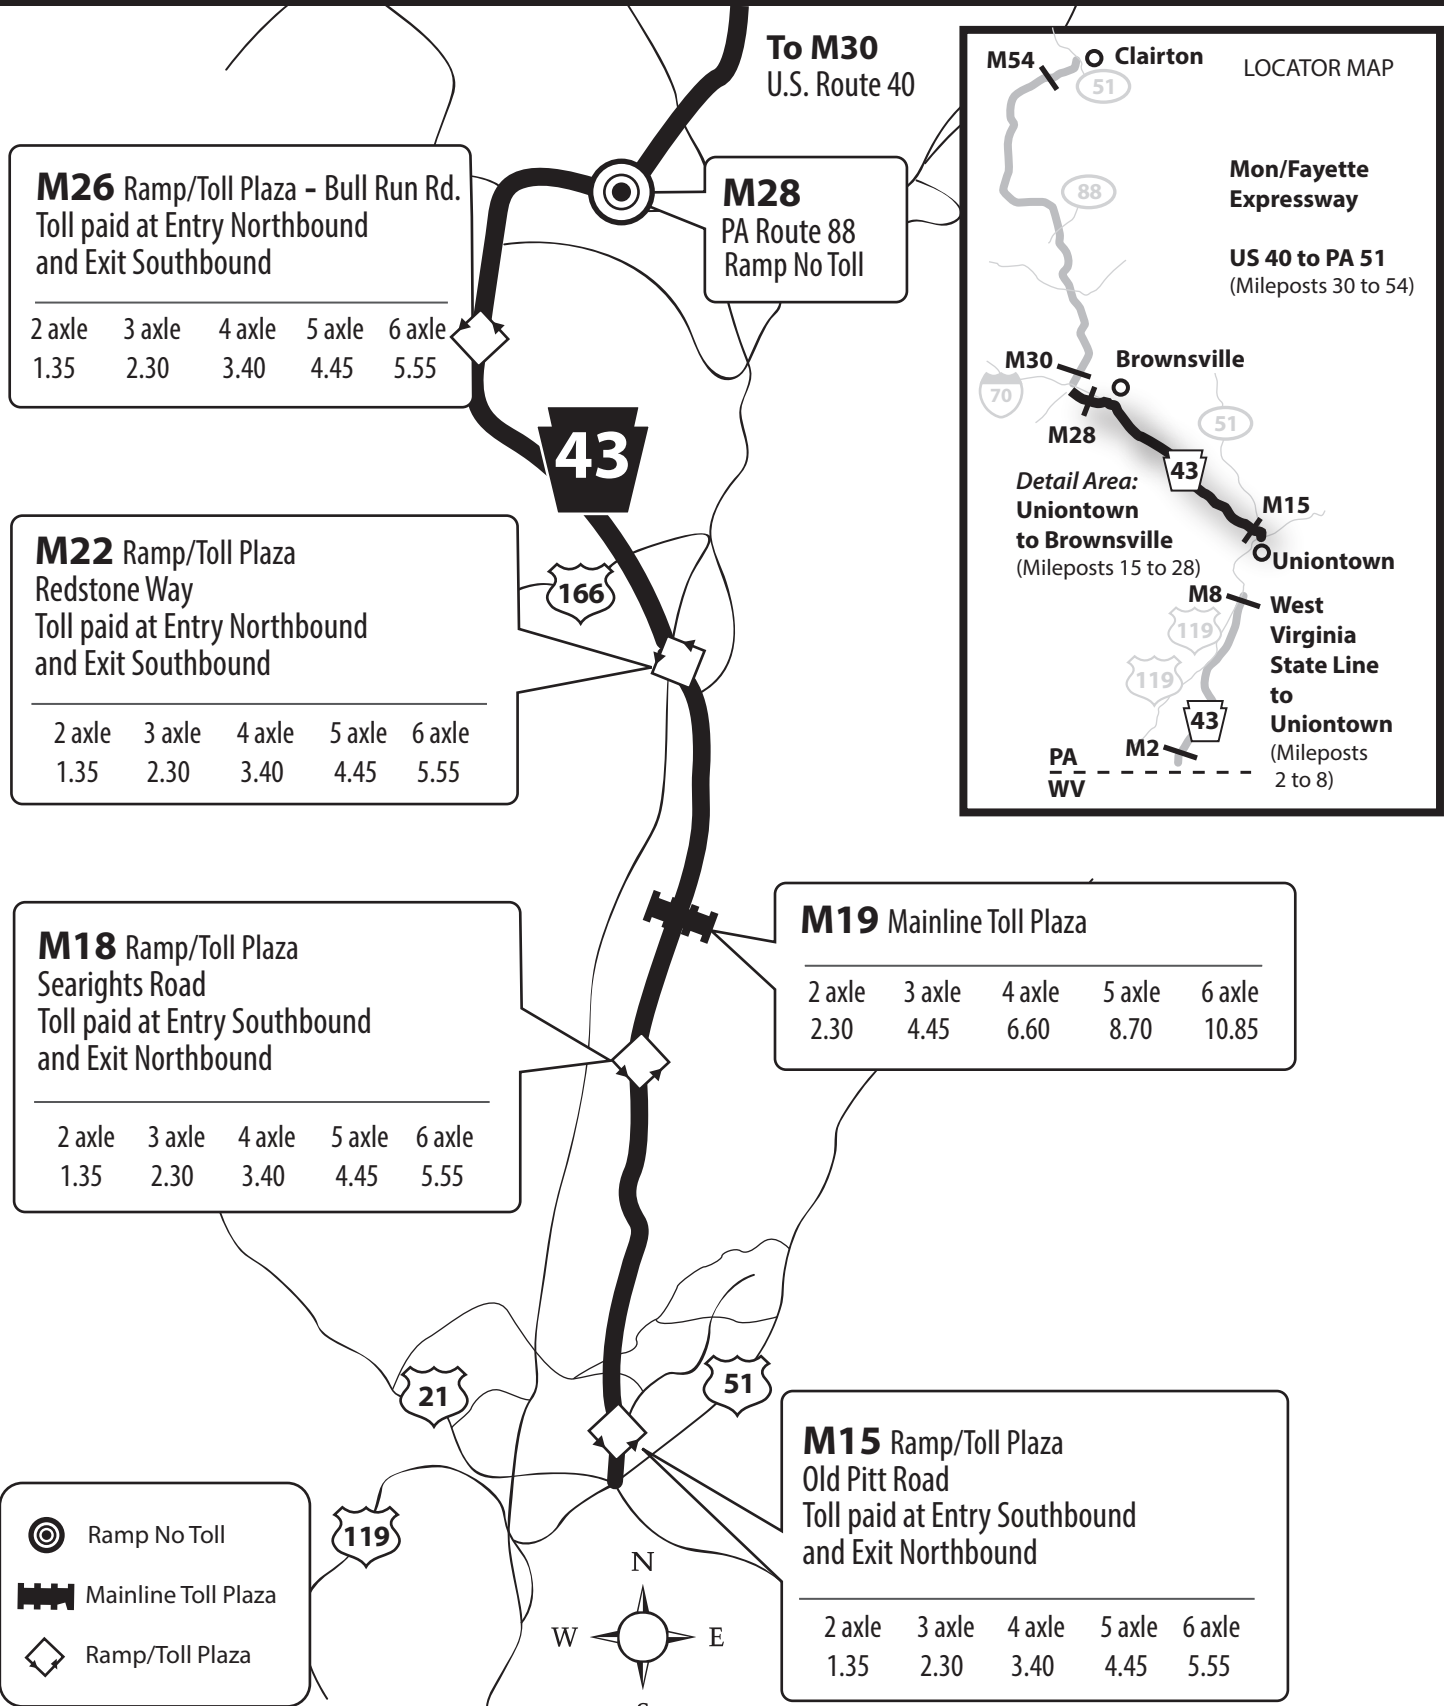 To M30
U.S. Route 40
M26 Ramp/Toll Plaza - Bull Run Rd.
Toll paid at Entry Northbound
and Exit Southbound
2 axle 3 axle 4 axle 5 axle 6 axle
1.35 2.30 3.40 4.45 5.55
M28
PA Route 88
Ramp No Toll
43
M22 Ramp/Toll Plaza
Redstone Way
Toll paid at Entry Northbound
and Exit Southbound
2 axle 3 axle 4 axle 5 axle 6 axle
1.35 2.30 3.40 4.45 5.55
166
M18 Ramp/Toll Plaza
Searights Road
Toll paid at Entry Southbound
and Exit Northbound
2 axle 3 axle 4 axle 5 axle 6 axle
1.35 2.30 3.40 4.45 5.55
M19 Mainline Toll Plaza
2 axle 3 axle 4 axle 5 axle 6 axle
2.30 4.45 6.60 8.70 10.85
21
51
119
M15 Ramp/Toll Plaza
Old Pitt Road
Toll paid at Entry Southbound
and Exit Northbound
2 axle 3 axle 4 axle 5 axle 6 axle
1.35 2.30 3.40 4.45 5.55
Ramp No Toll
Mainline Toll Plaza
Ramp/Toll Plaza
N
W E
LOCATOR MAP
M54
Clairton
51
Mon/Fayette
Expressway
88
US 40 to PA 51
(Mileposts 30 to 54)
M30
Brownsville
70
M28
51
43
Detail Area:
Uniontown
to Brownsville
(Mileposts 15 to 28)
M15
Uniontown
M8
119
119
West
Virginia
State Line
to
Uniontown
(Mileposts
2 to 8)
43
M2
PA
WV